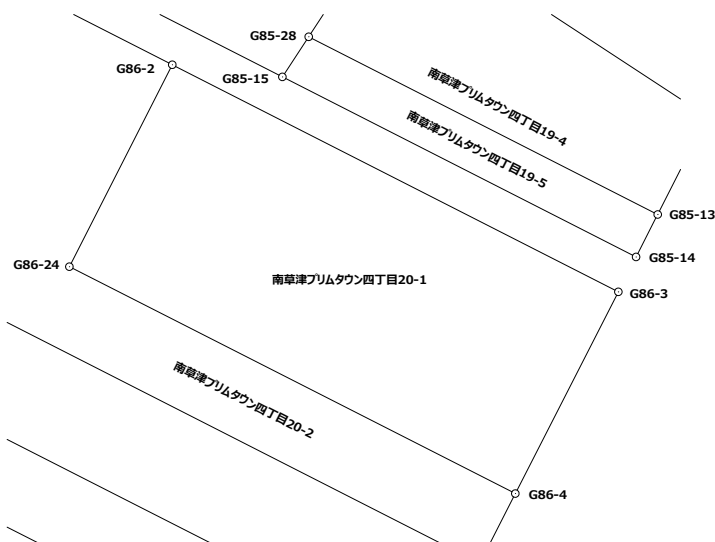 G85-28
G86-2
G85-15
南草津プリムタウン四丁目19-4
南草津プリムタウン四丁目19-5
G85-13
G85-14
G86-24
南草津プリムタウン四丁目20-1
G86-3
南草津プリムタウン四丁目20-2
G86-4